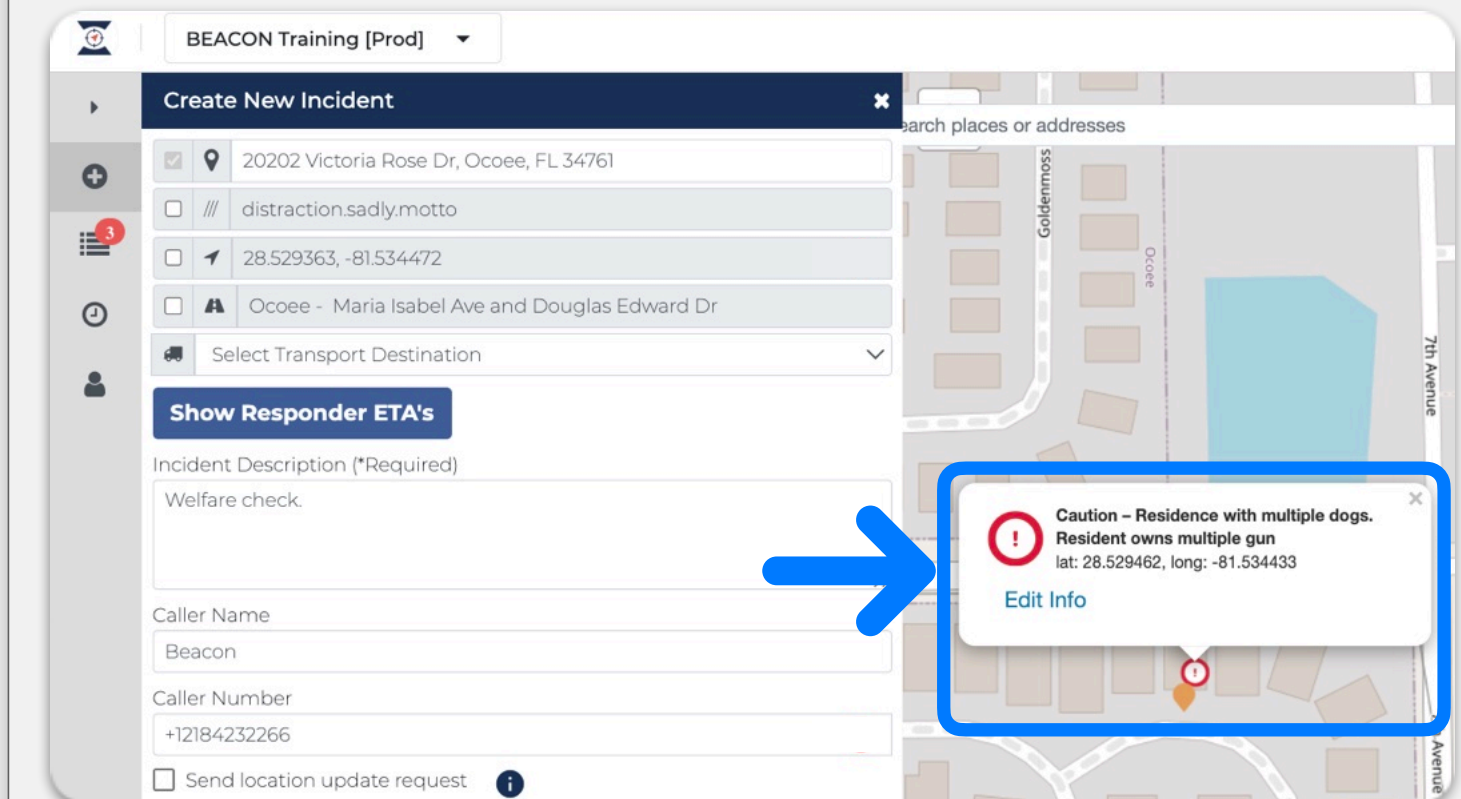 BEACON Training [Prod]
Create New Incident
earch places or addresses
20202 Victoria Rose Dr, Ocoee, FL 34761
3
/// distraction.sadly.motto
28.529363, -81.534472
Ocoee - Maria Isabel Ave and Douglas Edward Dr
Select Transport Destination
Show Responder ETA's
Incident Description (*Required)
Welfare check.
Caller Name
Beacon
Caller Number
+12184232266
Send location update request
Goldenmoss
Ocoee
7th Avenue
Caution – Residence with multiple dogs.
Resident owns multiple gun
lat: 28.529462, long: -81.534433
Edit Info
Avenue